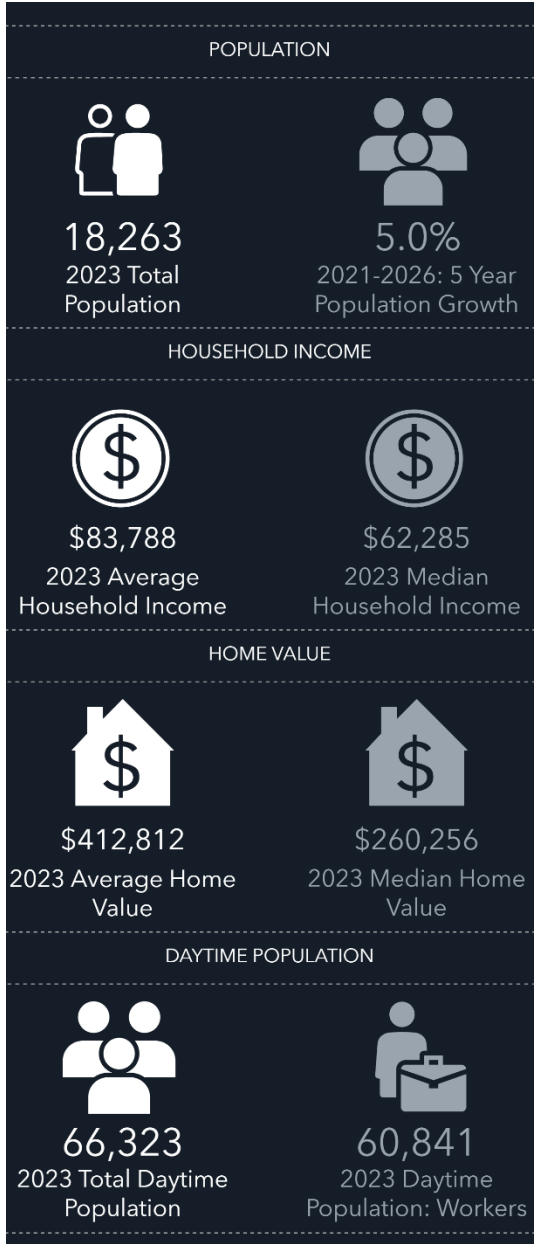 POPULATION
18,263
2023 Total
Population
5.0%
2021-2026: 5 Year
Population Growth
HOUSEHOLD INCOME
$
$83,788
2023 Average
Household Income
$
$62,285
2023 Median
Household Income
HOME VALUE
$
$412,812
2023 Average Home
Value
$
$260,256
2023 Median Home
Value
DAYTIME POPULATION
66,323
2023 Total Daytime
Population
60,841
2023 Daytime
Population: Workers